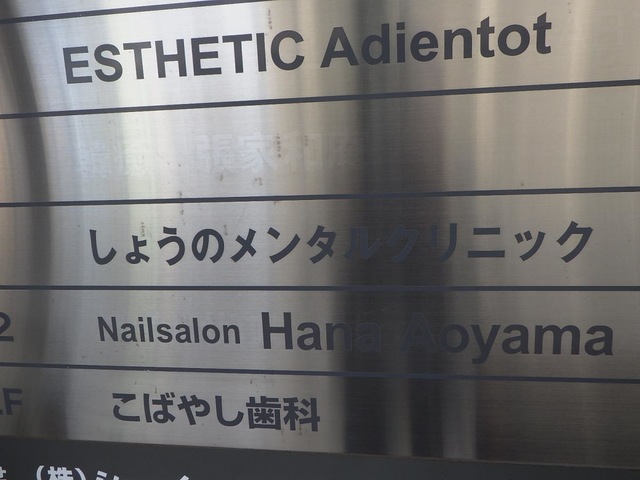 ESTHETIC Adientot
しょうのメンタルクリニック
2 Nailsalon Hana Aoyama
F こばやし歯科
(株)